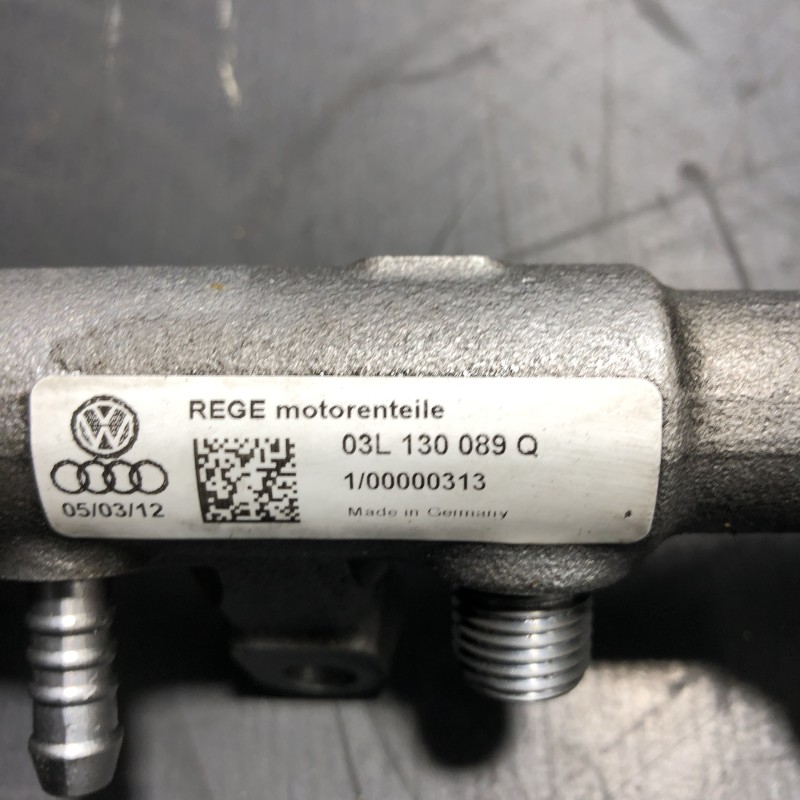 REGE motorenteile
03L 130 089 Q
1/00000313
05/03/12
Made in Germany